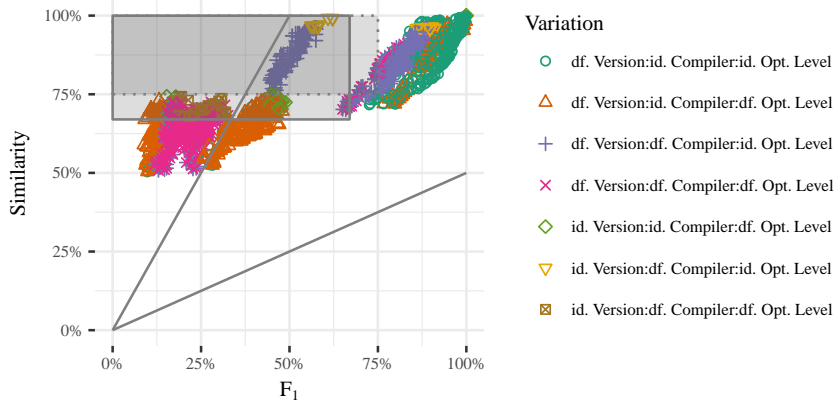 100%
75%
50%
25%
0%
Similarity
0%
25%
50%
75%
100%
F1
Variation
df. Version:id. Compiler:id. Opt. Level
df. Version:id. Compiler:df. Opt. Level
df. Version:df. Compiler:id. Opt. Level
df. Version:df. Compiler:df. Opt. Level
id. Version:id. Compiler:df. Opt. Level
id. Version:df. Compiler:id. Opt. Level
id. Version:df. Compiler:df. Opt. Level